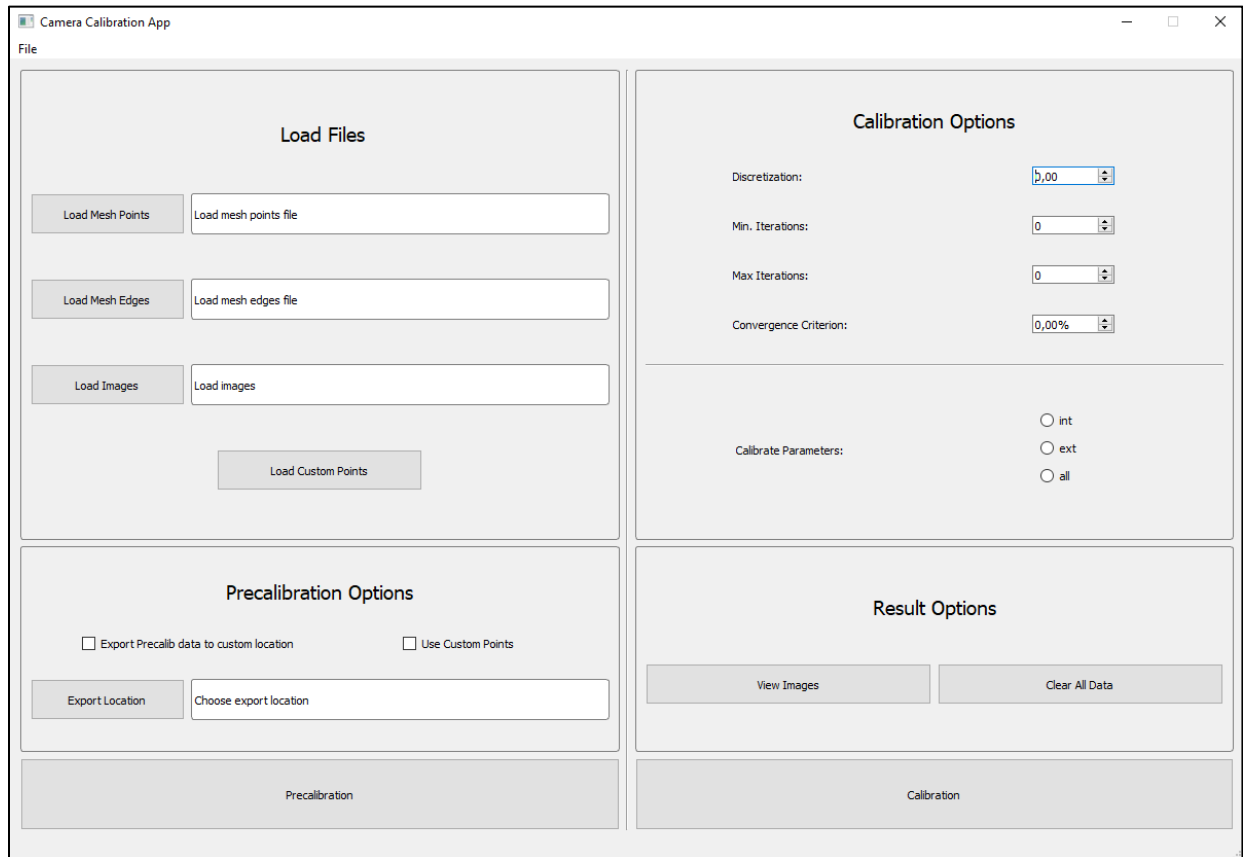 Camera Calibration App
File
Load Files
Load Mesh Points
Load mesh points file
Load Mesh Edges
Load mesh edges file
Load Images
Load images
Load Custom Points
Precalibration Options
Export Precalib data to custom location
Use Custom Points
Export Location
Choose export location
Precalibration
Calibration Options
Discretization:
0,00
Min. Iterations:
0
Max Iterations:
0
Convergence Criterion:
0,00%
Calibrate Parameters:
int
ext
all
Result Options
View Images
Clear All Data
Calibration